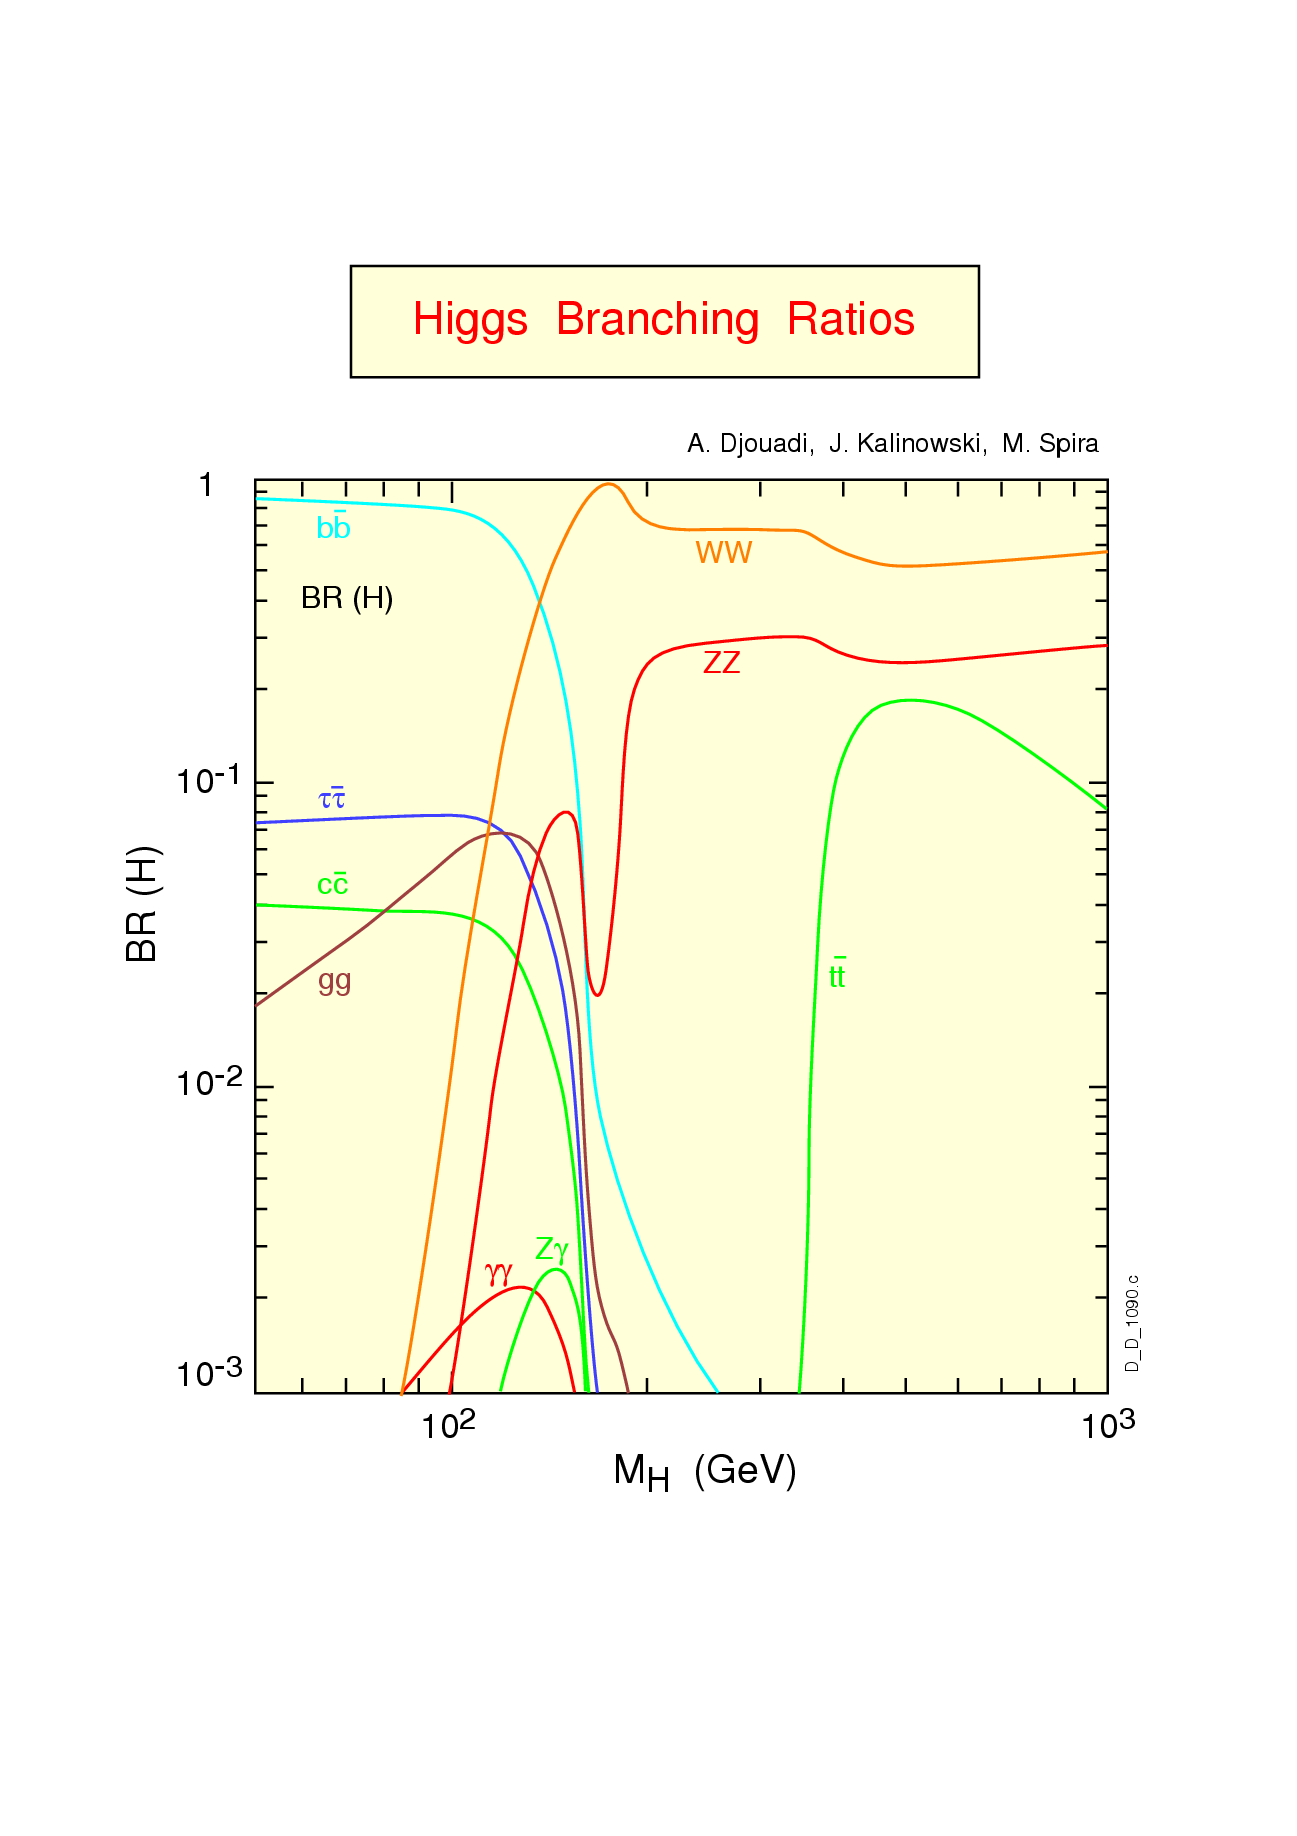 Higgs Branching Ratios
A. Djouadi, J. Kalinowski, M. Spira
1
bb̄
WW
BR (H)
ZZ
10⁻¹
ττ̄
cc̄
BR (H)
gg
tt̄
10⁻²
Zγ
γγ
D_D_1090.c
10⁻³
10² 10³
M_H (GeV)